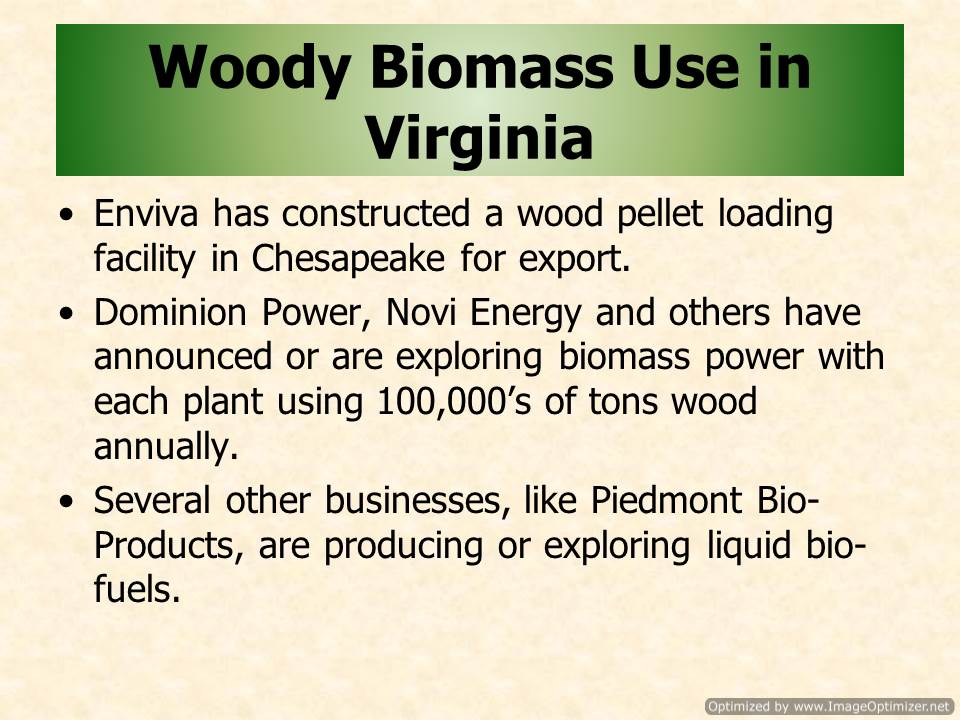 Woody Biomass Use in
Virginia
• Enviva has constructed a wood pellet loading
facility in Chesapeake for export.
• Dominion Power, Novi Energy and others have
announced or are exploring biomass power with
each plant using 100,000’s of tons wood
annually.
• Several other businesses, like Piedmont Bio-
Products, are producing or exploring liquid bio-
fuels.
Optimized by www.ImageOptimizer.net